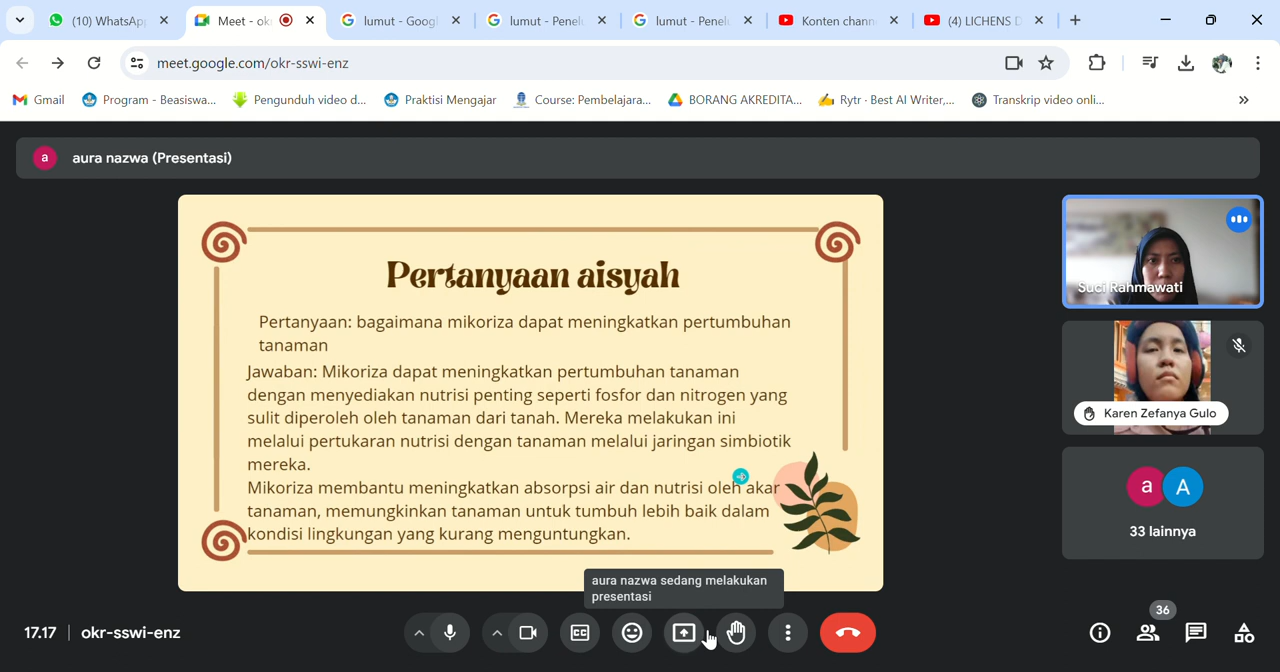 (10) WhatsApp
Meet - ok
lumut - Goog
lumut - Penel
lumut - Penel
Konten chann
(4) LICHENS D
meet.google.com/okr-sswi-enz
Gmail
Program - Beasiswa...
Pengunduh video d...
Praktisi Mengajar
Course: Pembelajara...
BORANG AKREDITA...
Rytr - Best AI Writer,...
Transkrip video onli...
a
aura nazwa (Presentasi)
Pertanyaan aisyah
Pertanyaan: bagaimana mikoriza dapat meningkatkan pertumbuhan
tanaman
Jawaban: Mikoriza dapat meningkatkan pertumbuhan tanaman
dengan menyediakan nutrisi penting seperti fosfor dan nitrogen yang
sulit diperoleh oleh tanaman dari tanah. Mereka melakukan ini
melalui pertukaran nutrisi dengan tanaman melalui jaringan simbiotik
mereka.
Mikoriza membantu meningkatkan absorpsi air dan nutrisi oleh akar
tanaman, memungkinkan tanaman untuk tumbuh lebih baik dalam
kondisi lingkungan yang kurang menguntungkan.
Suci Rahmawati
Karen Zefanya Gulo
a
A
33 lainnya
aura nazwa sedang melakukan
presentasi
17.17
okr-sswi-enz
CC
36